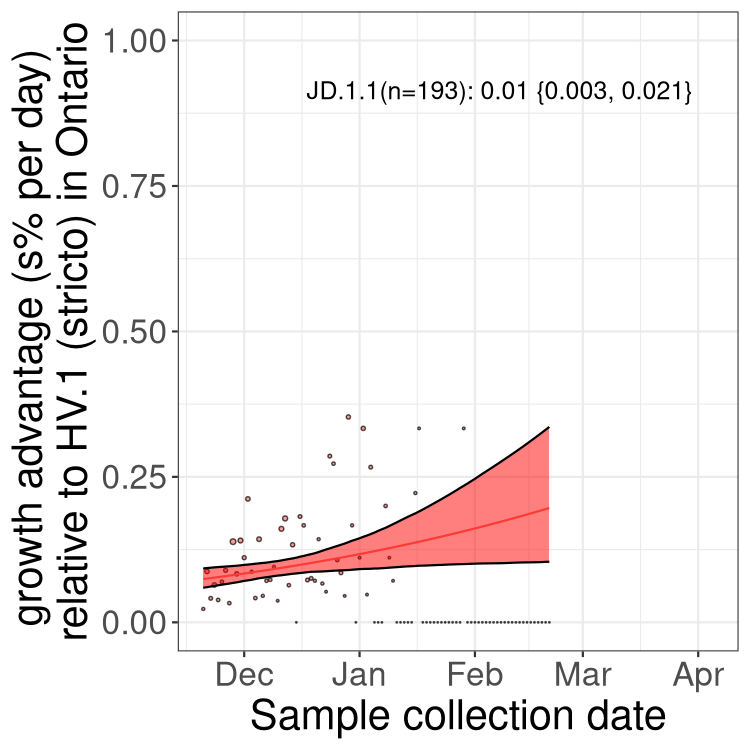 growth advantage (s% per day)
relative to HV.1 (stricto) in Ontario
1.00
0.75
0.50
0.25
0.00
JD.1.1(n=193): 0.01 {0.003, 0.021}
Dec Jan Feb Mar Apr
Sample collection date